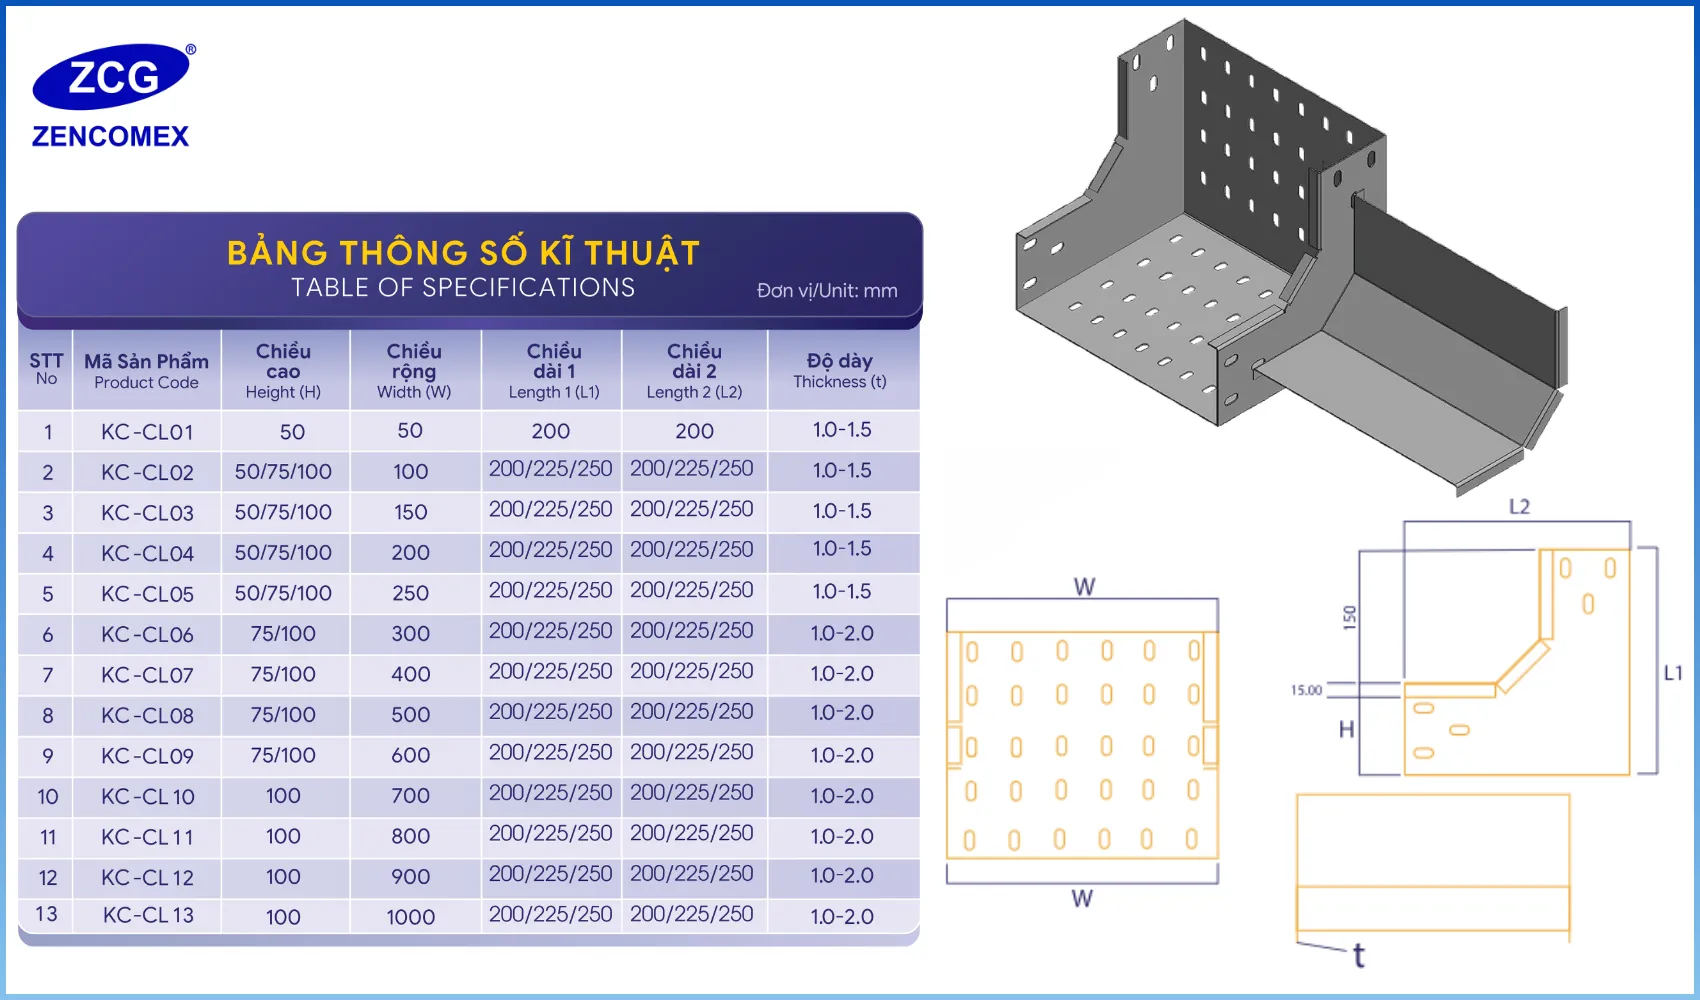 ZCG®
ZENCOMEX
BẢNG THÔNG SỐ KĨ THUẬT
TABLE OF SPECIFICATIONS
Đơn vị/Unit: mm
STT No Mã Sản Phẩm Product Code Chiều cao Height (H) Chiều rộng Width (W) Chiều dài 1 Length 1 (L1) Chiều dài 2 Length 2 (L2) Độ dày Thickness (t)
1 KC-CL01 50 50 200 200 1.0-1.5
2 KC-CL02 50/75/100 100 200/225/250 200/225/250 1.0-1.5
3 KC-CL03 50/75/100 150 200/225/250 200/225/250 1.0-1.5
4 KC-CL04 50/75/100 200 200/225/250 200/225/250 1.0-1.5
5 KC-CL05 50/75/100 250 200/225/250 200/225/250 1.0-1.5
6 KC-CL06 75/100 300 200/225/250 200/225/250 1.0-2.0
7 KC-CL07 75/100 400 200/225/250 200/225/250 1.0-2.0
8 KC-CL08 75/100 500 200/225/250 200/225/250 1.0-2.0
9 KC-CL09 75/100 600 200/225/250 200/225/250 1.0-2.0
10 KC-CL10 100 700 200/225/250 200/225/250 1.0-2.0
11 KC-CL11 100 800 200/225/250 200/225/250 1.0-2.0
12 KC-CL12 100 900 200/225/250 200/225/250 1.0-2.0
13 KC-CL13 100 1000 200/225/250 200/225/250 1.0-2.0
W
W
L2
150
15.00
H
L1
t